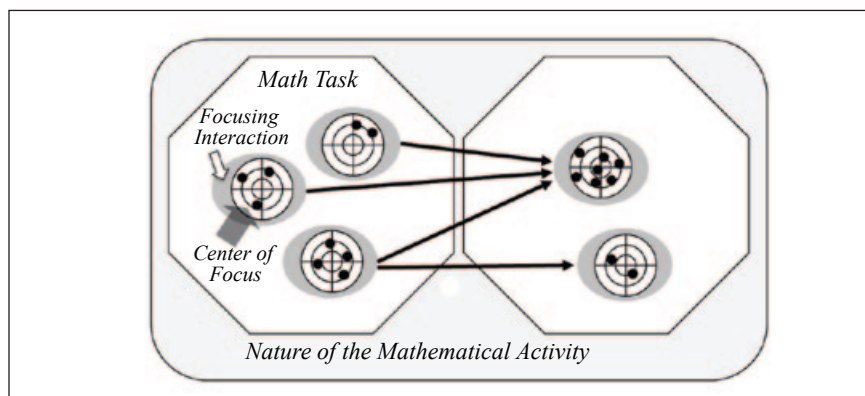 Math Task
Focusing
Interaction
Center of
Focus
Nature of the Mathematical Activity